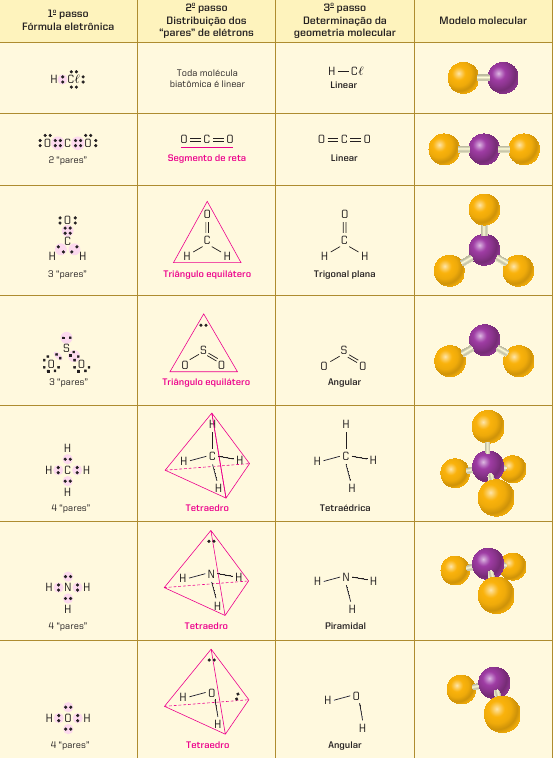 1º passo
Fórmula eletrônica
2º passo
Distribuição dos
“pares” de elétrons
3º passo
Determinação da
geometria molecular
Modelo molecular
H Cℓ
Toda molécula
biatômica é linear
H — Cℓ
Linear
O C O
2 “pares”
O = C = O
Segmento de reta
O = C = O
Linear
O
C
H H
3 “pares”
O
C
H H
Triângulo equilátero
O
C
H H
Trigonal plana
S
O O
3 “pares”
S
O O
Triângulo equilátero
S
O O
Angular
H
H C H
H
4 “pares”
H
H C H
H
Tetraedro
H
H C H
H
Tetraédrica
H N H
H
4 “pares”
H N H
H
Tetraedro
H N H
H
Piramidal
H O H
4 “pares”
H O
H
Tetraedro
H O
H
Angular